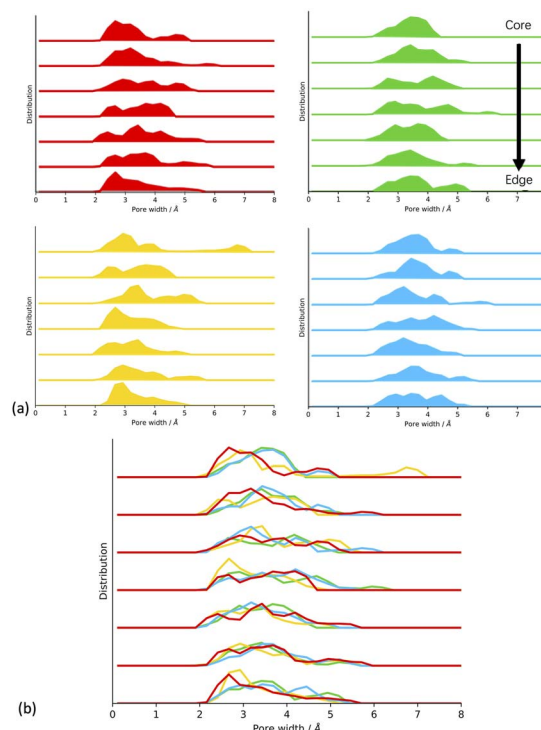 Distribution
0 1 2 3 4 5 6 7 8
Pore width / Å
Core
Edge
Distribution
0 1 2 3 4 5 6 7
Pore width / Å
Distribution
0 1 2 3 4 5 6 7 8
Pore width / Å
(a)
Distribution
0 1 2 3 4 5 6 7
Pore width / Å
Distribution
0 1 2 3 4 5 6 7 8
Pore width / Å
(b)